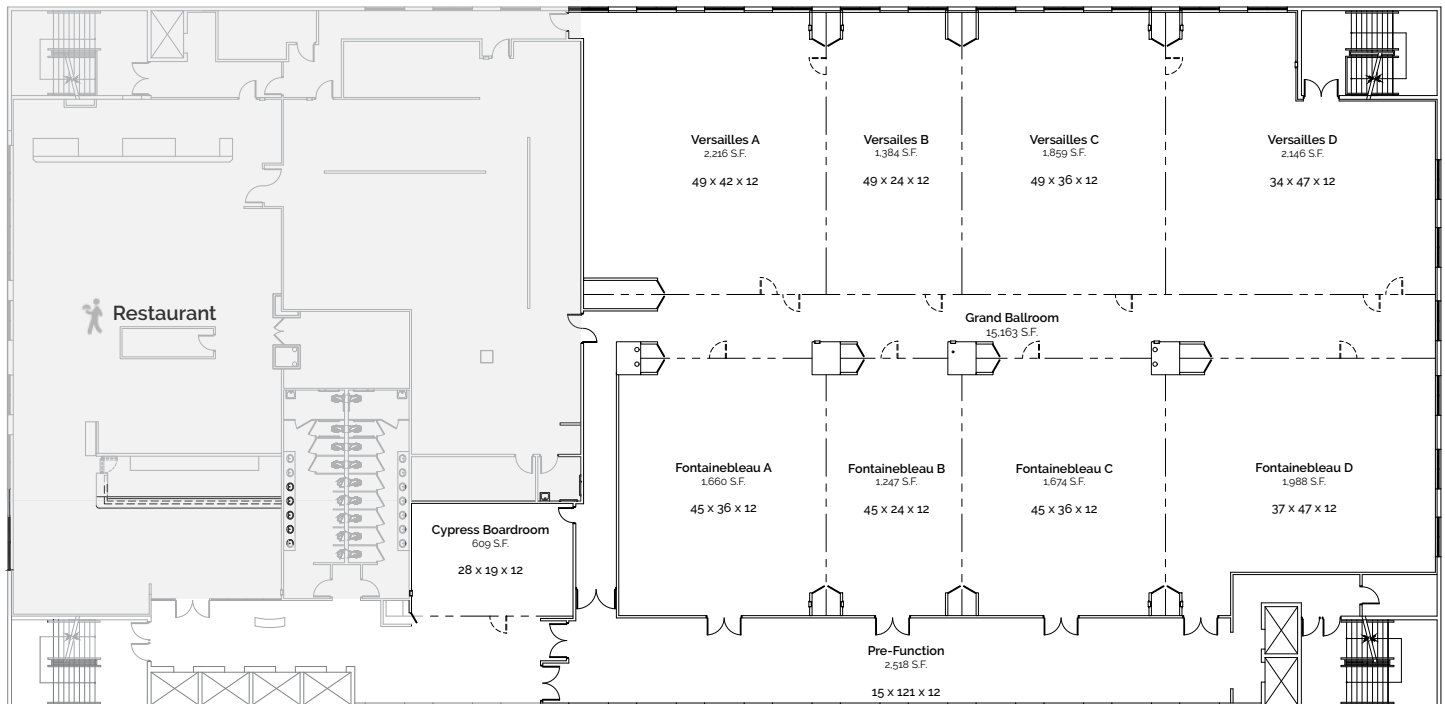 Versailles A
2,216 S.F.
49 x 42 x 12
Versailes B
1,384 S.F.
49 x 24 x 12
Versailles C
1,859 S.F.
49 x 36 x 12
Versailles D
2,146 S.F.
34 x 47 x 12
Restaurant
Grand Ballroom
15,163 S.F.
Fontainebleau A
1,660 S.F.
45 x 36 x 12
Fontainebleau B
1,247 S.F.
45 x 24 x 12
Fontainebleau C
1,674 S.F.
45 x 36 x 12
Fontainebleau D
1,988 S.F.
37 x 47 x 12
Cypress Boardroom
609 S.F.
28 x 19 x 12
Pre-Function
2,518 S.F.
15 x 121 x 12